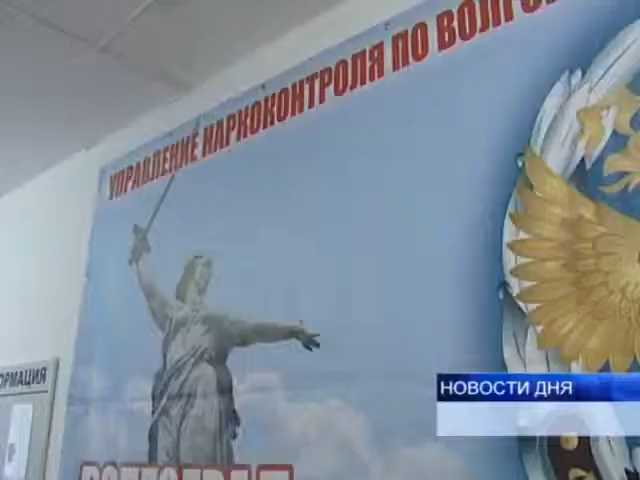 УПРАВЛЕНИЕ НАРКОКОНТРОЛЯ ПО ВОЛГО
ОРМАЦИЯ
НОВОСТИ ДНЯ